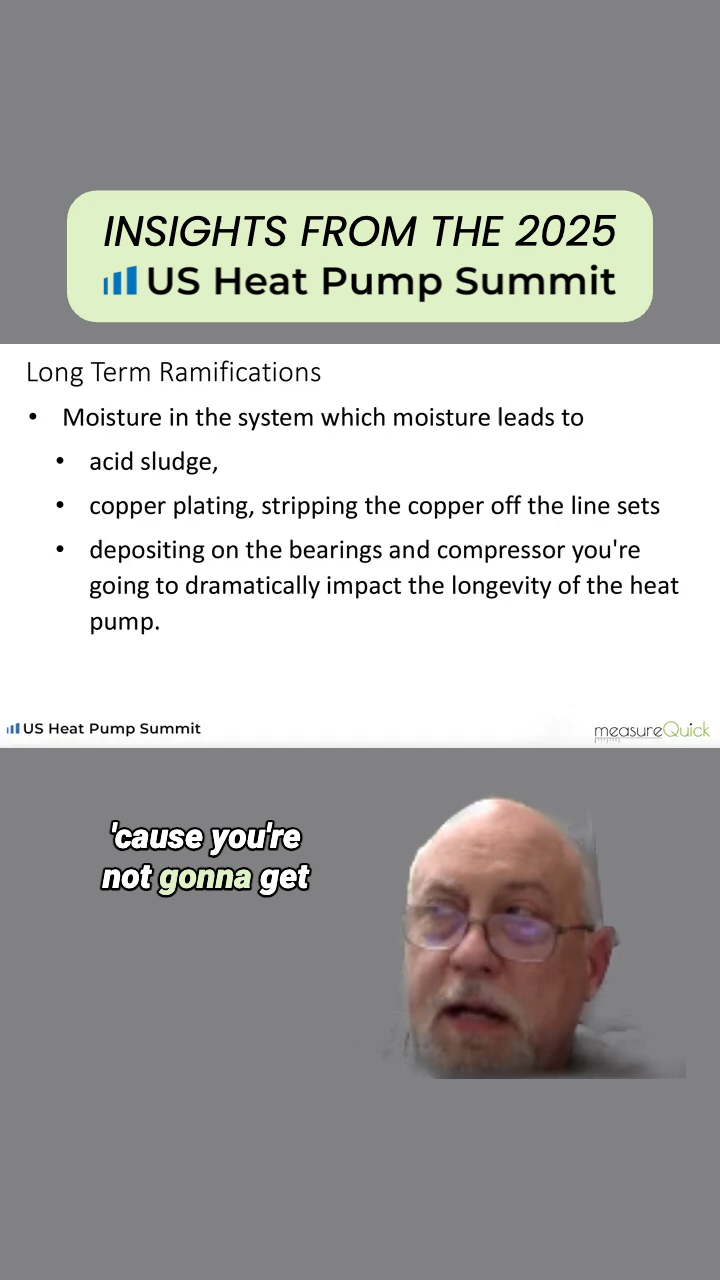 INSIGHTS FROM THE 2025
US Heat Pump Summit
Long Term Ramifications
• Moisture in the system which moisture leads to
• acid sludge,
• copper plating, stripping the copper off the line sets
• depositing on the bearings and compressor you're
going to dramatically impact the longevity of the heat
pump.
US Heat Pump Summit
measureQuick
'cause you're
not gonna get